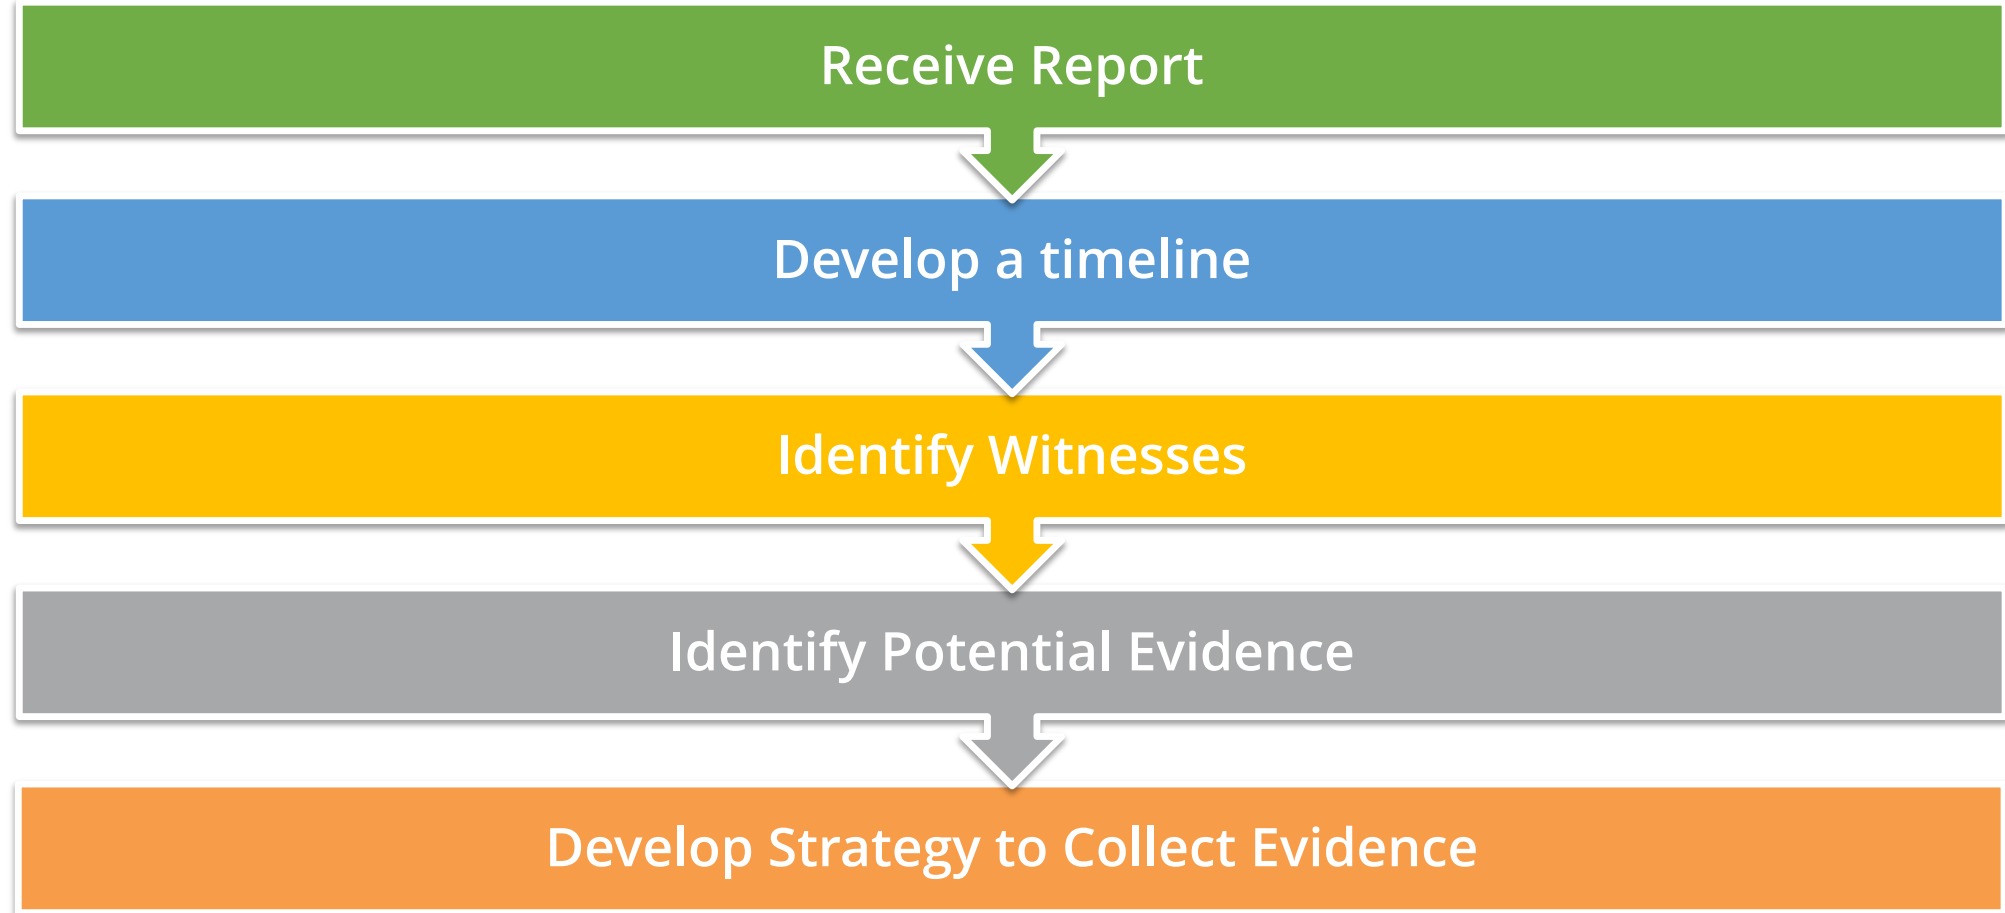 Receive Report
Develop a timeline
Identify Witnesses
Identify Potential Evidence
Develop Strategy to Collect Evidence